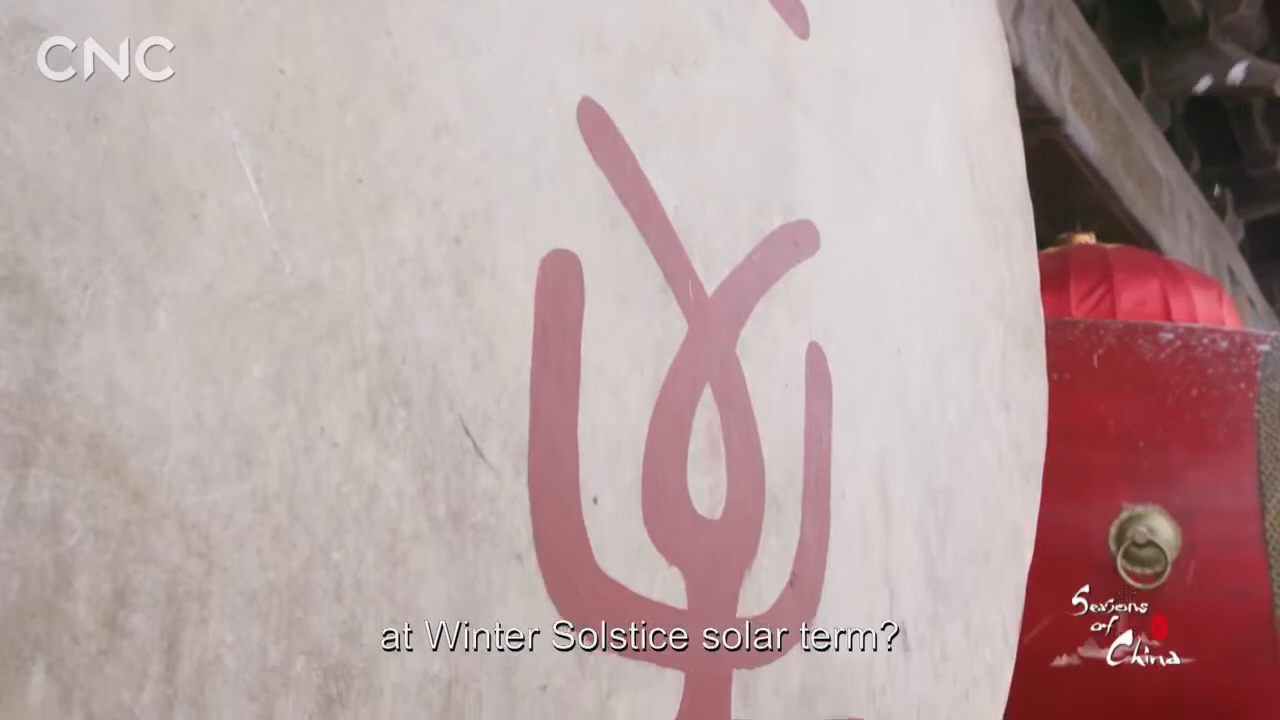 CNC
at Winter Solstice solar term?
Seasons
of
China